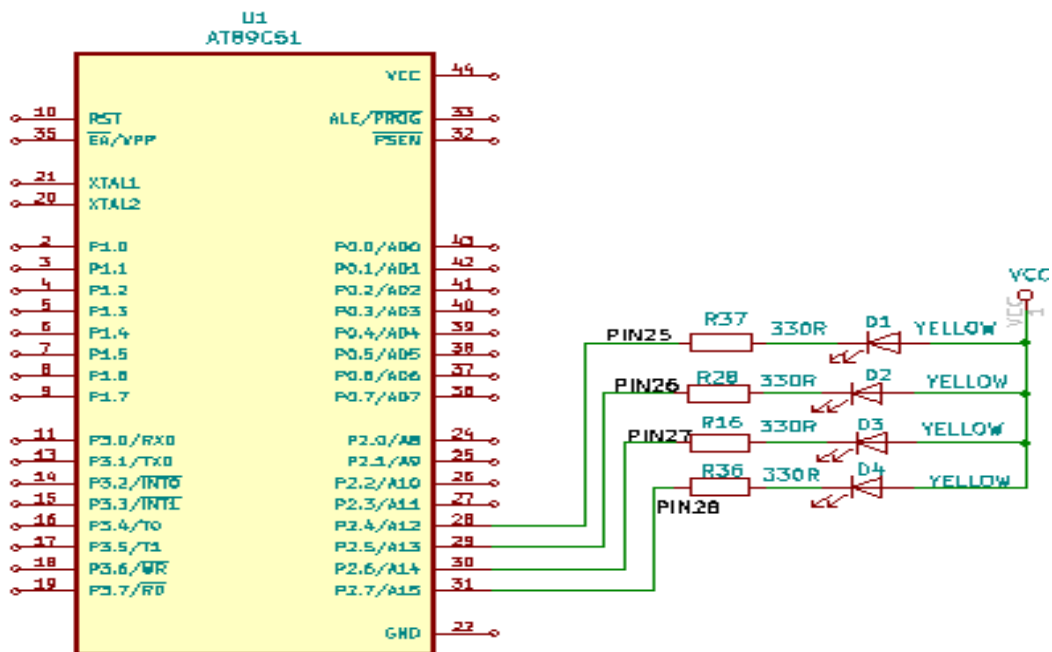 U1
AT89C51
VCC 44
10 RST ALE/PROG 33
35 EA/VPP PSEN 32
21 XTAL1
20 XTAL2
2 P1.0 P0.0/AD0 43
3 P1.1 P0.1/AD1 42
4 P1.2 P0.2/AD2 41
5 P1.3 P0.3/AD3 40
6 P1.4 P0.4/AD4 39
7 P1.5 P0.5/AD5 38
8 P1.6 P0.6/AD6 37
9 P1.7 P0.7/AD7 36
11 P3.0/RXD P2.0/A8 24
13 P3.1/TXD P2.1/A9 25
14 P3.2/INT0 P2.2/A10 26
15 P3.3/INT1 P2.3/A11 27
16 P3.4/T0 P2.4/A12 28
17 P3.5/T1 P2.5/A13 29
18 P3.6/WR P2.6/A14 30
19 P3.7/RD P2.7/A15 31
GND 22
VCC
VCC 1
PIN25 R37 330R D1 YELLOW
PIN26 R28 330R D2 YELLOW
PIN27 R16 330R D3 YELLOW
PIN28 R36 330R D4 YELLOW